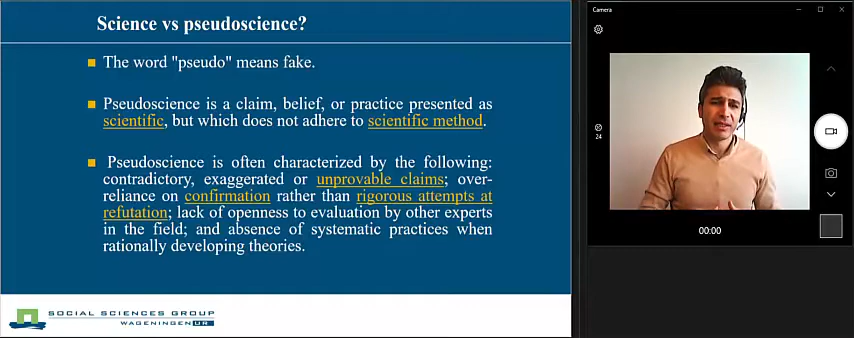 Science vs pseudoscience?
The word "pseudo" means fake.
Pseudoscience is a claim, belief, or practice presented as
scientific, but which does not adhere to scientific method.
Pseudoscience is often characterized by the following:
contradictory, exaggerated or unprovable claims; over-
reliance on confirmation rather than rigorous attempts at
refutation; lack of openness to evaluation by other experts
in the field; and absence of systematic practices when
rationally developing theories.
SOCIAL SCIENCES GROUP
WAGENINGEN UR
Camera
24
00:00